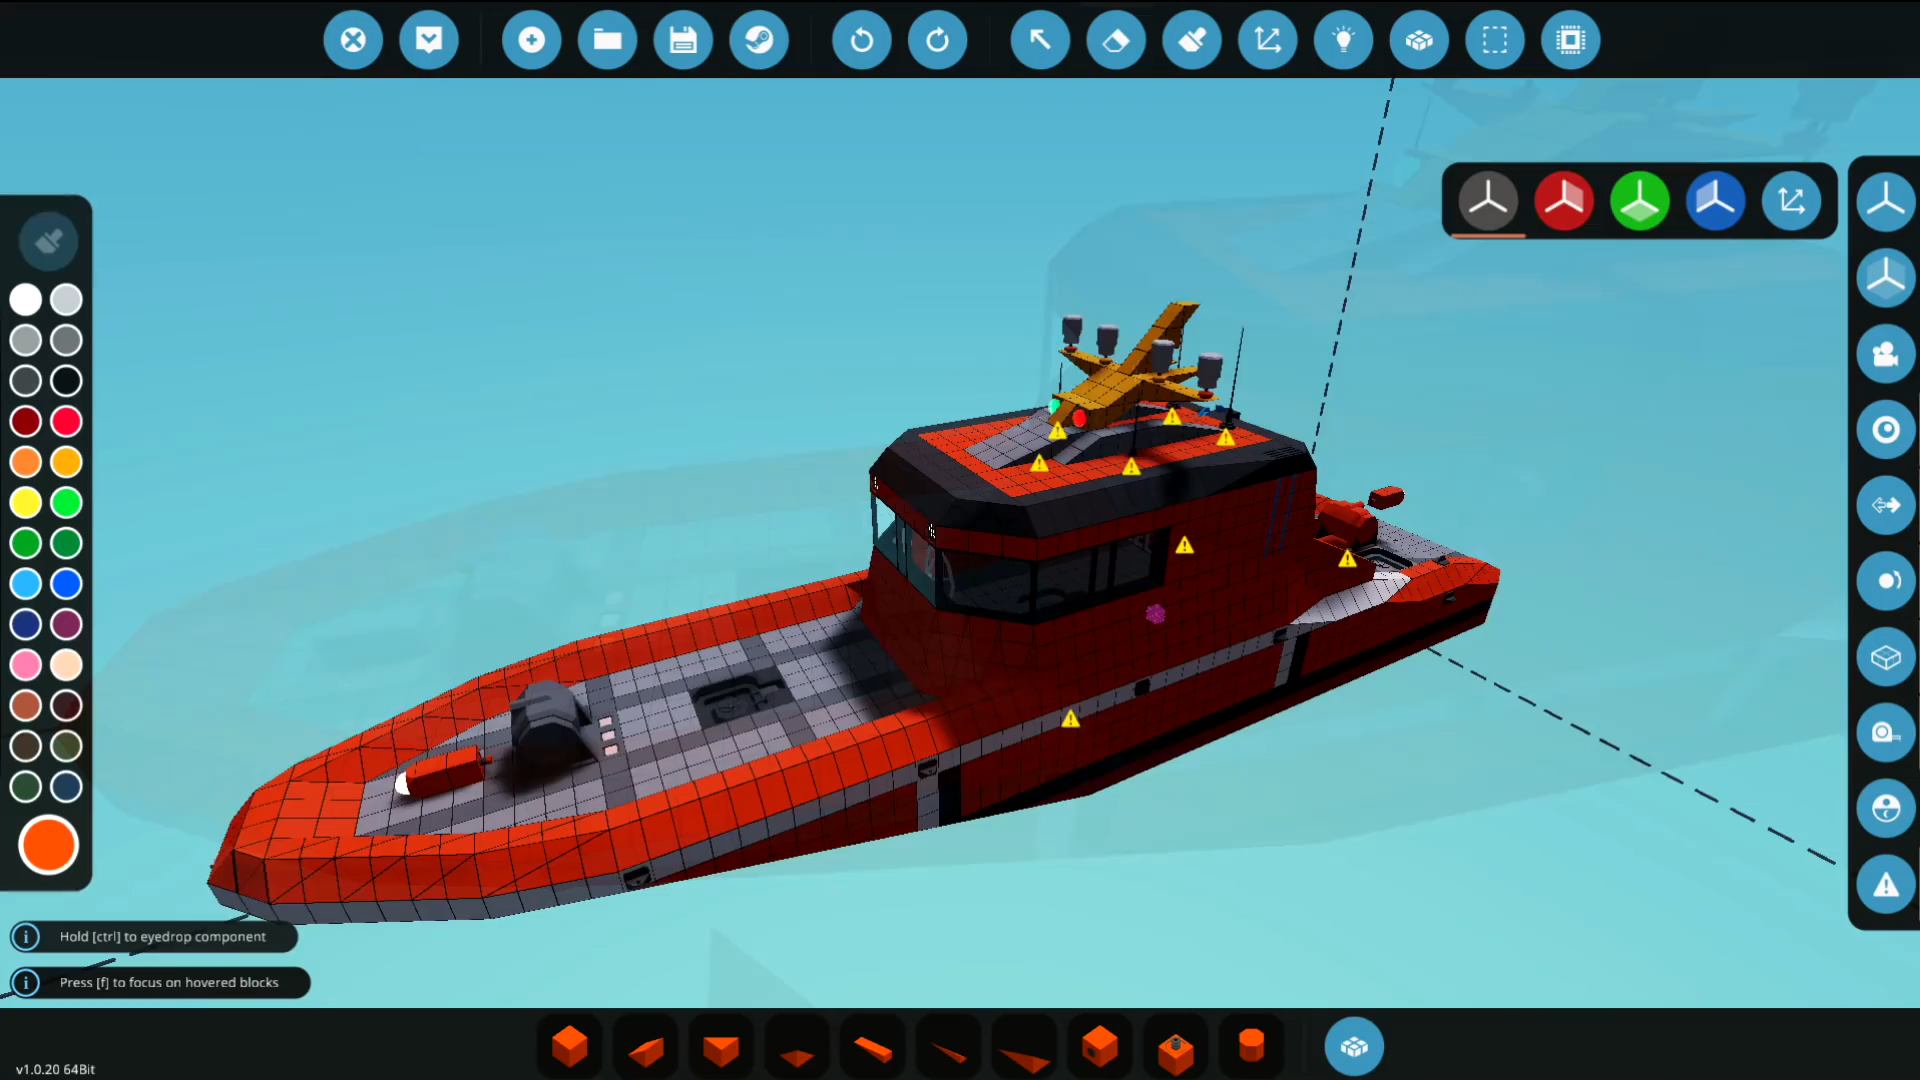 Hold [ctrl] to eyedrop component
Press [f] to focus on hovered blocks
v1.0.20 64Bit